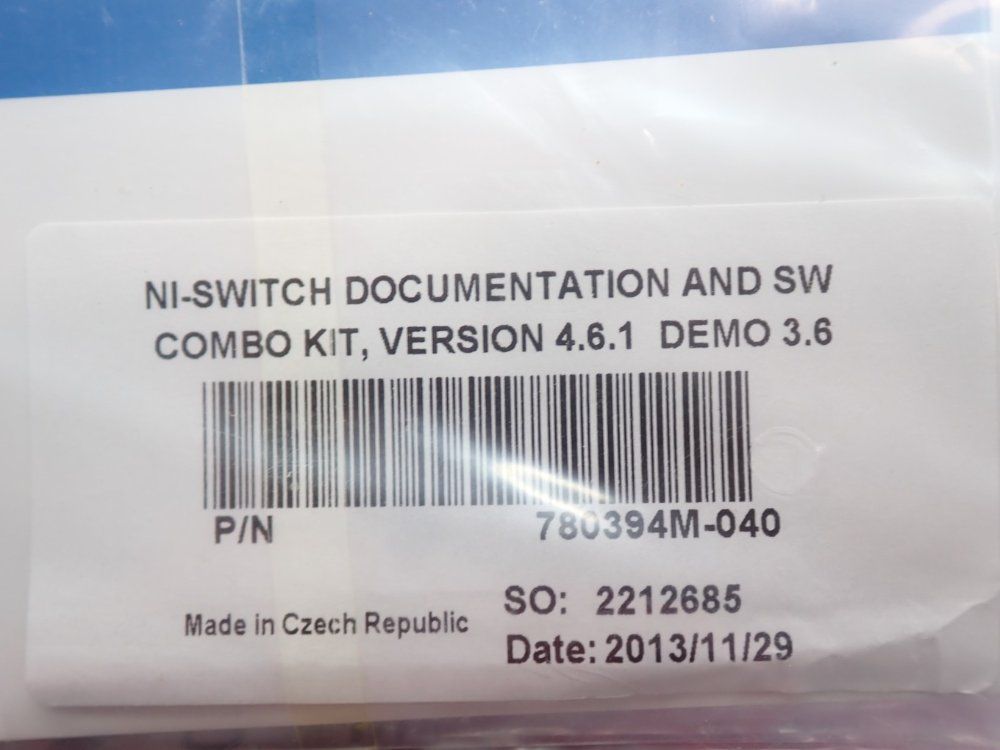 NI-SWITCH DOCUMENTATION AND SW
COMBO KIT, VERSION 4.6.1 DEMO 3.6
P/N 780394M-040
SO: 2212685
Made in Czech Republic
Date: 2013/11/29